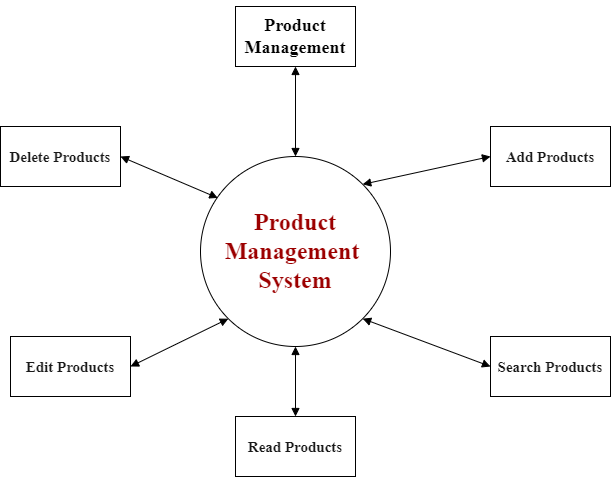 Product
Management
Delete Products
Add Products
Product
Management
System
Edit Products
Search Products
Read Products